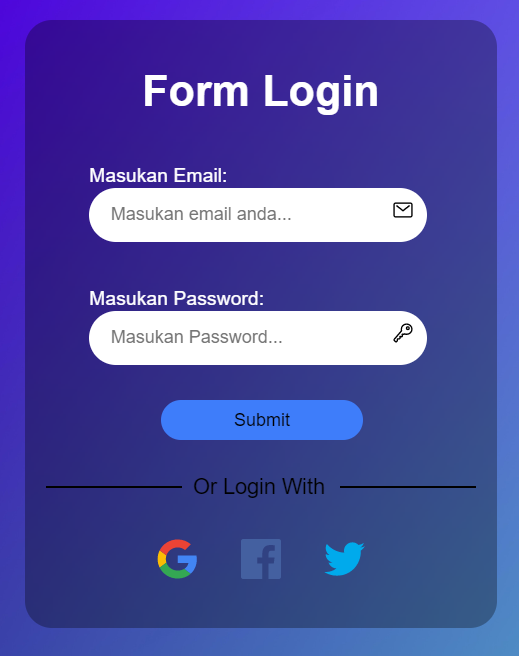 Form Login
Masukan Email:
Masukan email anda...
Masukan Password:
Masukan Password...
Submit
Or Login With